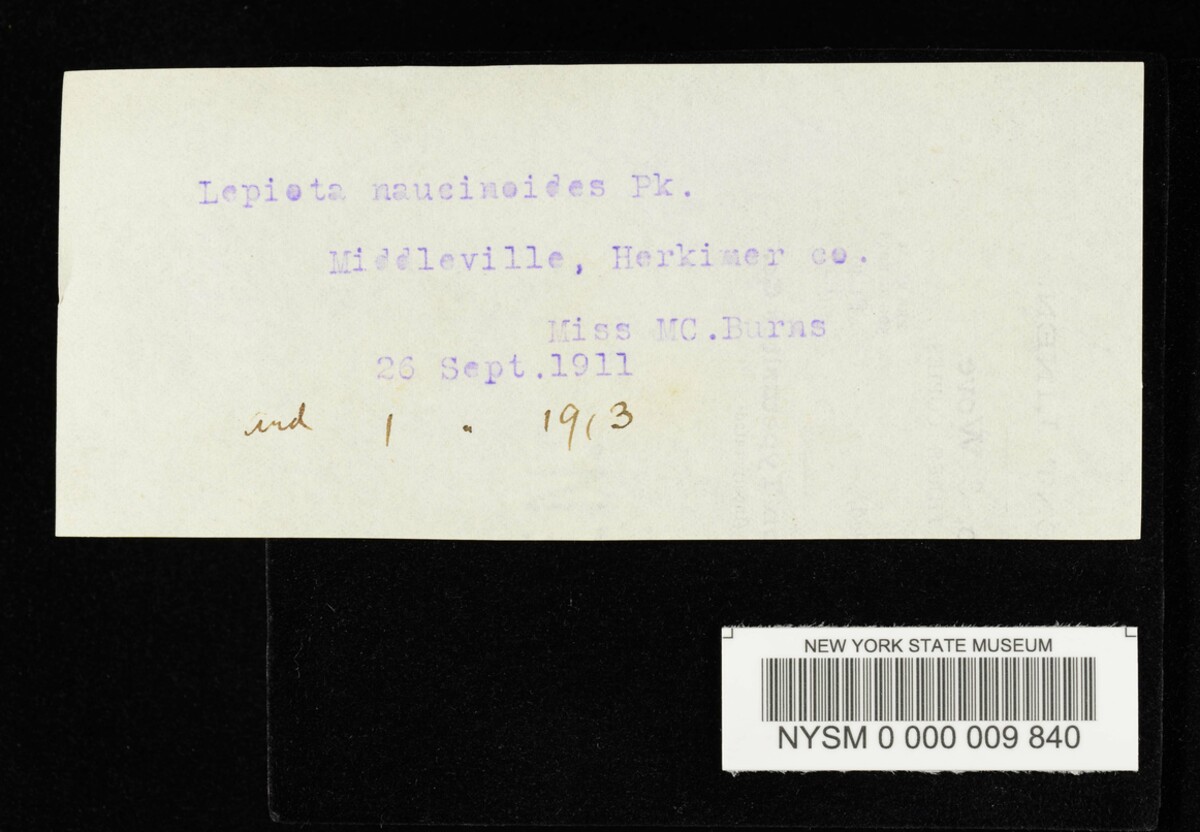 Lepiota naucinoides Pk.
Middleville, Herkimer co.
Miss MC.Burns
26 Sept.1911
and 1 " 1913
NEW YORK STATE MUSEUM
NYSM 0 000 009 840